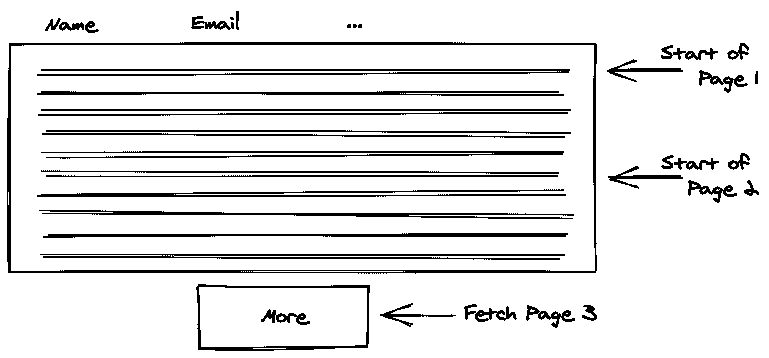 Name Email ...
Start of
Page 1
Start of
Page 2
More
Fetch Page 3